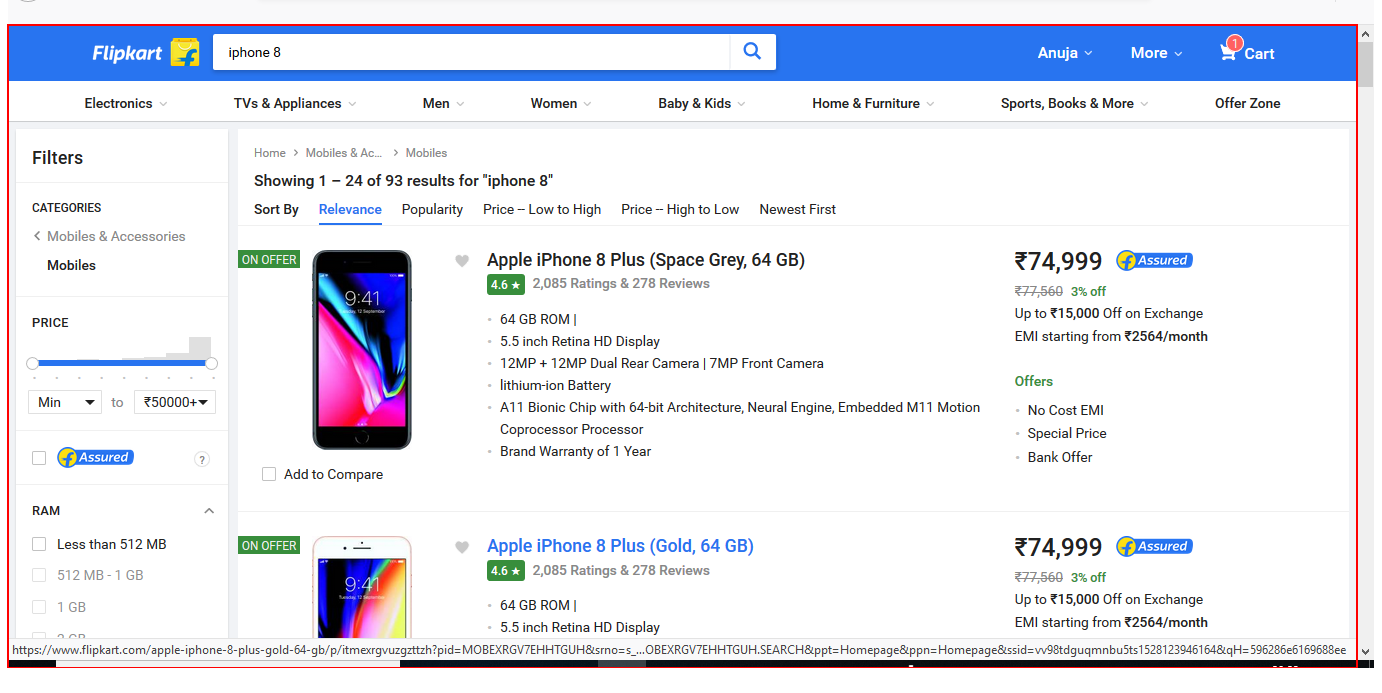 Flipkart
iphone 8
Anuja
More
1
Cart
Electronics
TVs & Appliances
Men
Women
Baby & Kids
Home & Furniture
Sports, Books & More
Offer Zone
Filters
CATEGORIES
Mobiles & Accessories
Mobiles
PRICE
Min
to
₹50000+
Assured
?
RAM
Less than 512 MB
512 MB - 1 GB
1 GB
2 GB
Home > Mobiles & Ac... > Mobiles
Showing 1 – 24 of 93 results for "iphone 8"
Sort By Relevance Popularity Price -- Low to High Price -- High to Low Newest First
ON OFFER
9:41
Tuesday, 12 September
Add to Compare
Apple iPhone 8 Plus (Space Grey, 64 GB)
4.6 ★ 2,085 Ratings & 278 Reviews
64 GB ROM |
5.5 inch Retina HD Display
12MP + 12MP Dual Rear Camera | 7MP Front Camera
lithium-ion Battery
A11 Bionic Chip with 64-bit Architecture, Neural Engine, Embedded M11 Motion
Coprocessor Processor
Brand Warranty of 1 Year
₹74,999 Assured
₹77,560 3% off
Up to ₹15,000 Off on Exchange
EMI starting from ₹2564/month
Offers
No Cost EMI
Special Price
Bank Offer
ON OFFER
9:41
Tuesday, 12 September
Apple iPhone 8 Plus (Gold, 64 GB)
4.6 ★ 2,085 Ratings & 278 Reviews
64 GB ROM |
5.5 inch Retina HD Display
₹74,999 Assured
₹77,560 3% off
Up to ₹15,000 Off on Exchange
EMI starting from ₹2564/month
https://www.flipkart.com/apple-iphone-8-plus-gold-64-gb/p/itmexrgvuzgzttzh?pid=MOBEXRGV7EHHTGUH&srno=s_...OBEXRGV7EHHTGUH.SEARCH&ppt=Homepage&ppn=Homepage&ssid=vv98tdguqmnbu5ts1528123946164&qH=596286e6169688ee